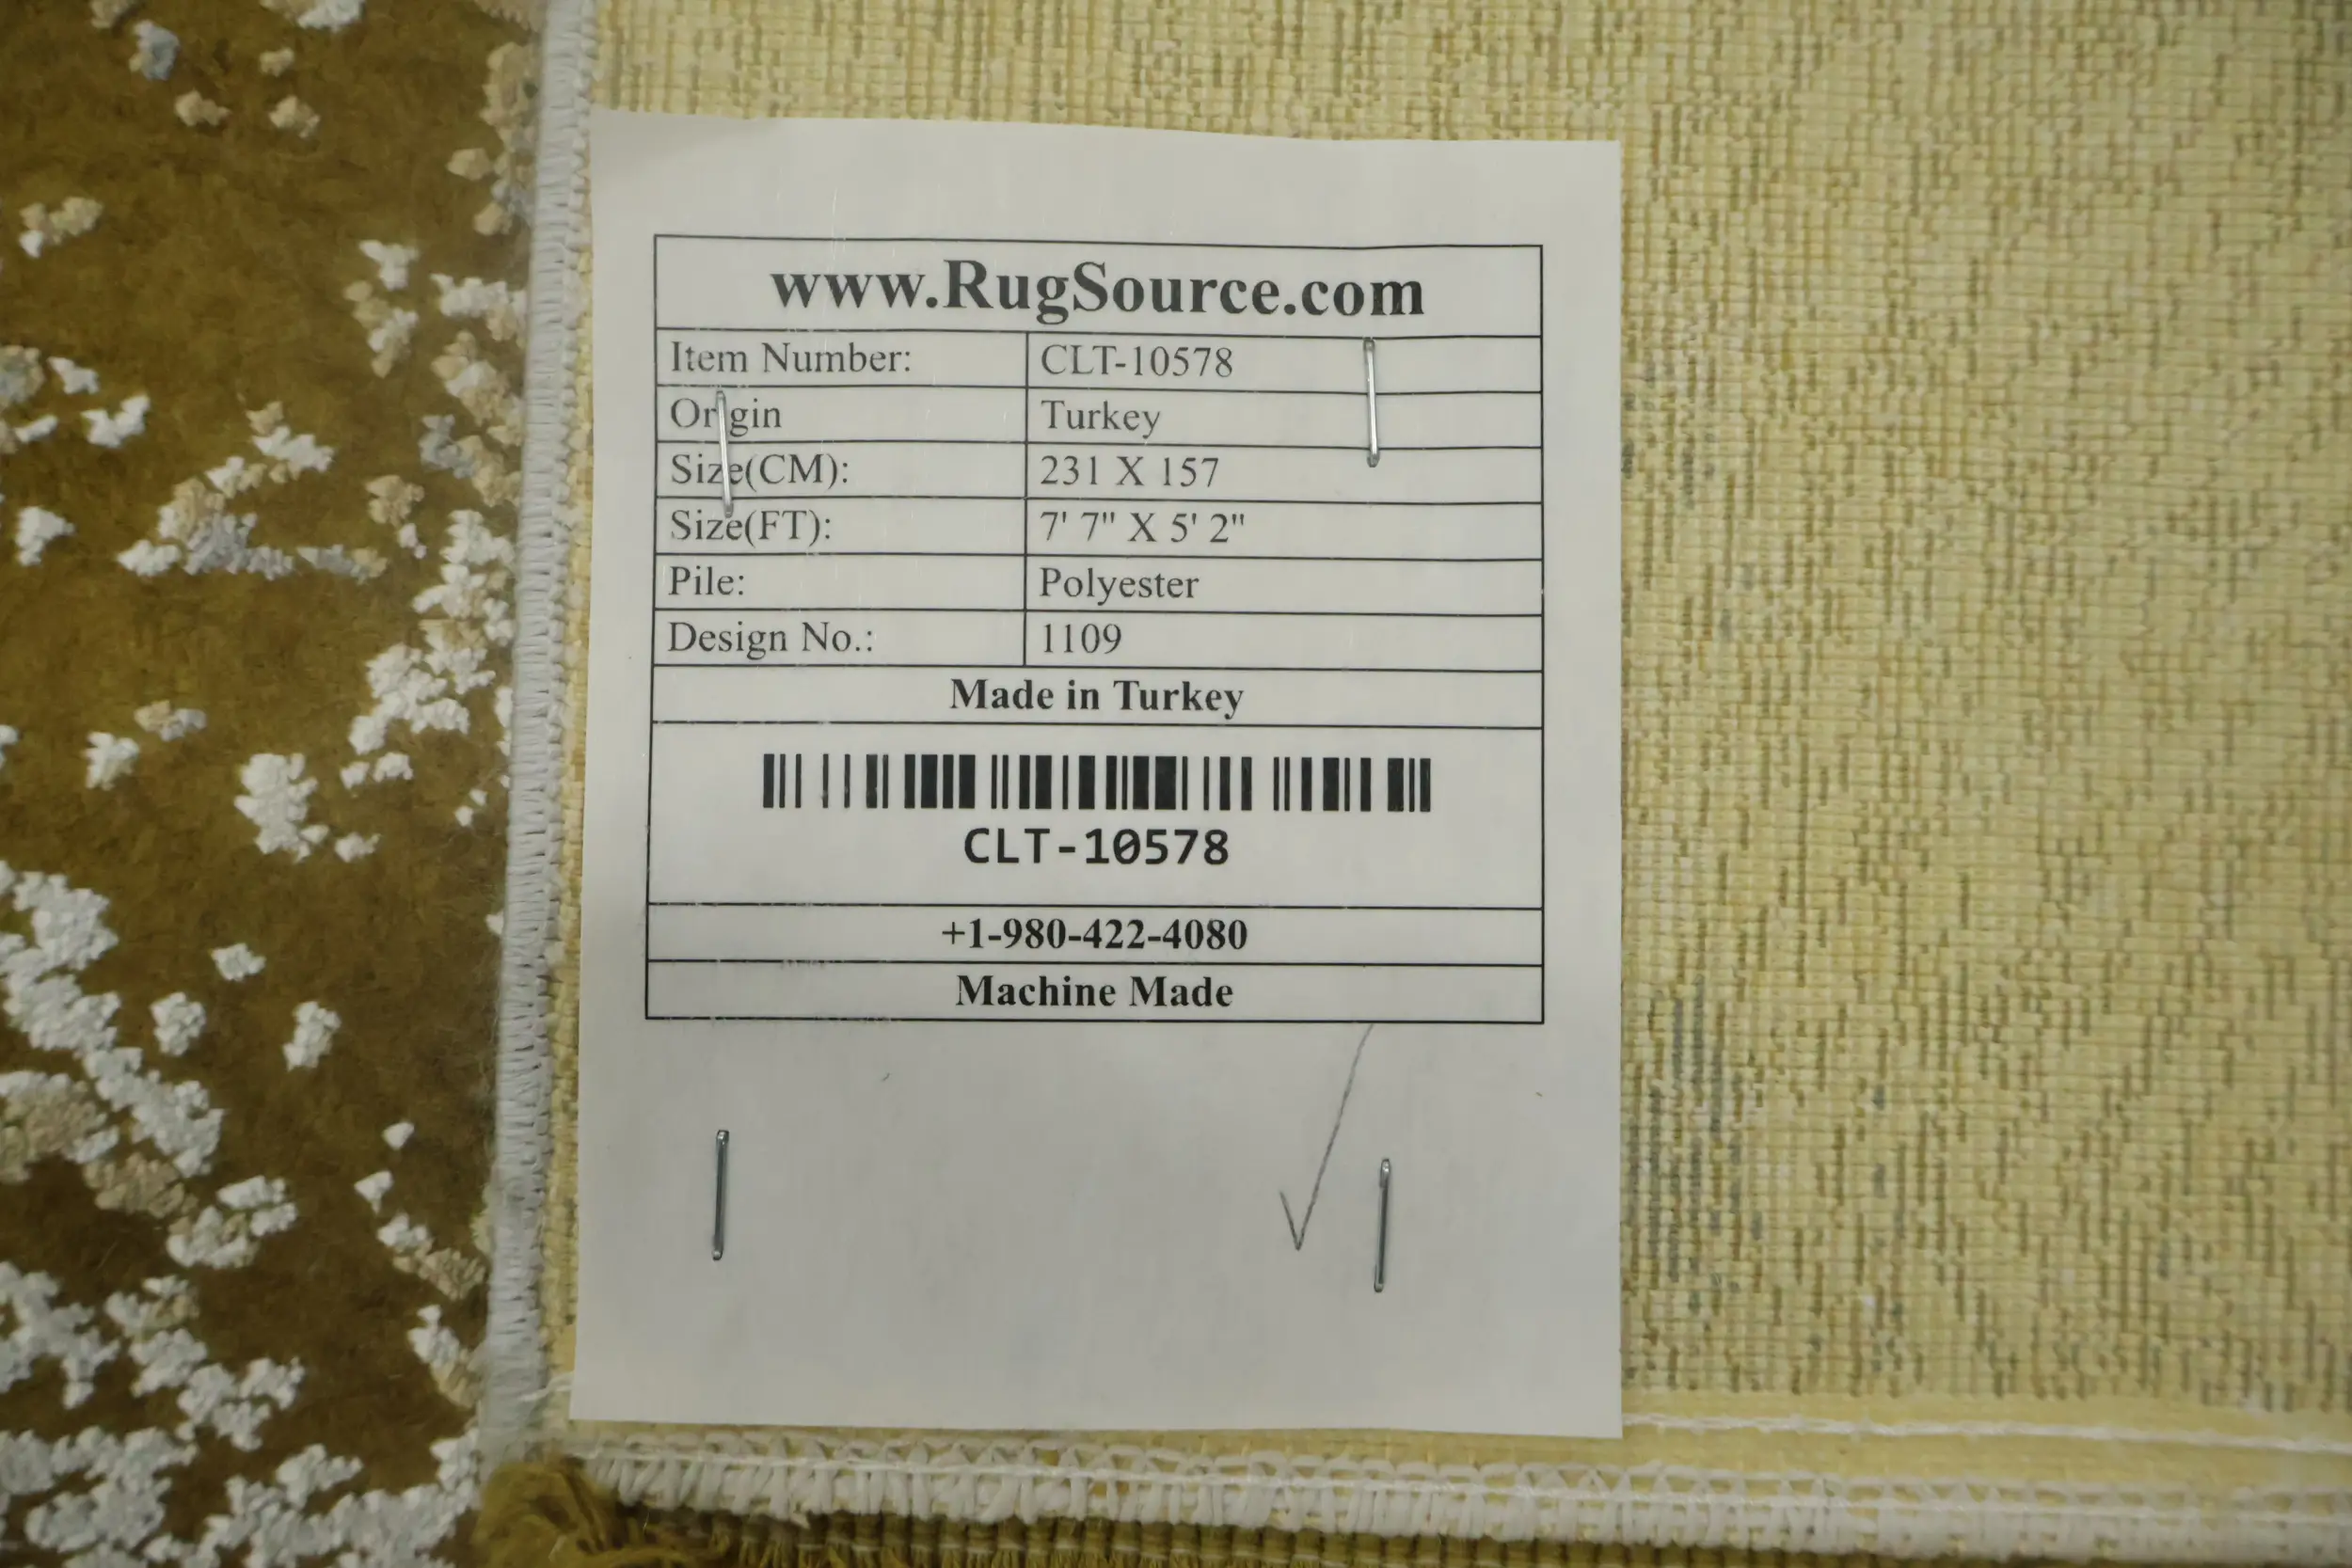 www.RugSource.com
Item Number: CLT-10578
Origin Turkey
Size(CM): 231 X 157
Size(FT): 7' 7" X 5' 2"
Pile: Polyester
Design No.: 1109
Made in Turkey
CLT-10578
+1-980-422-4080
Machine Made